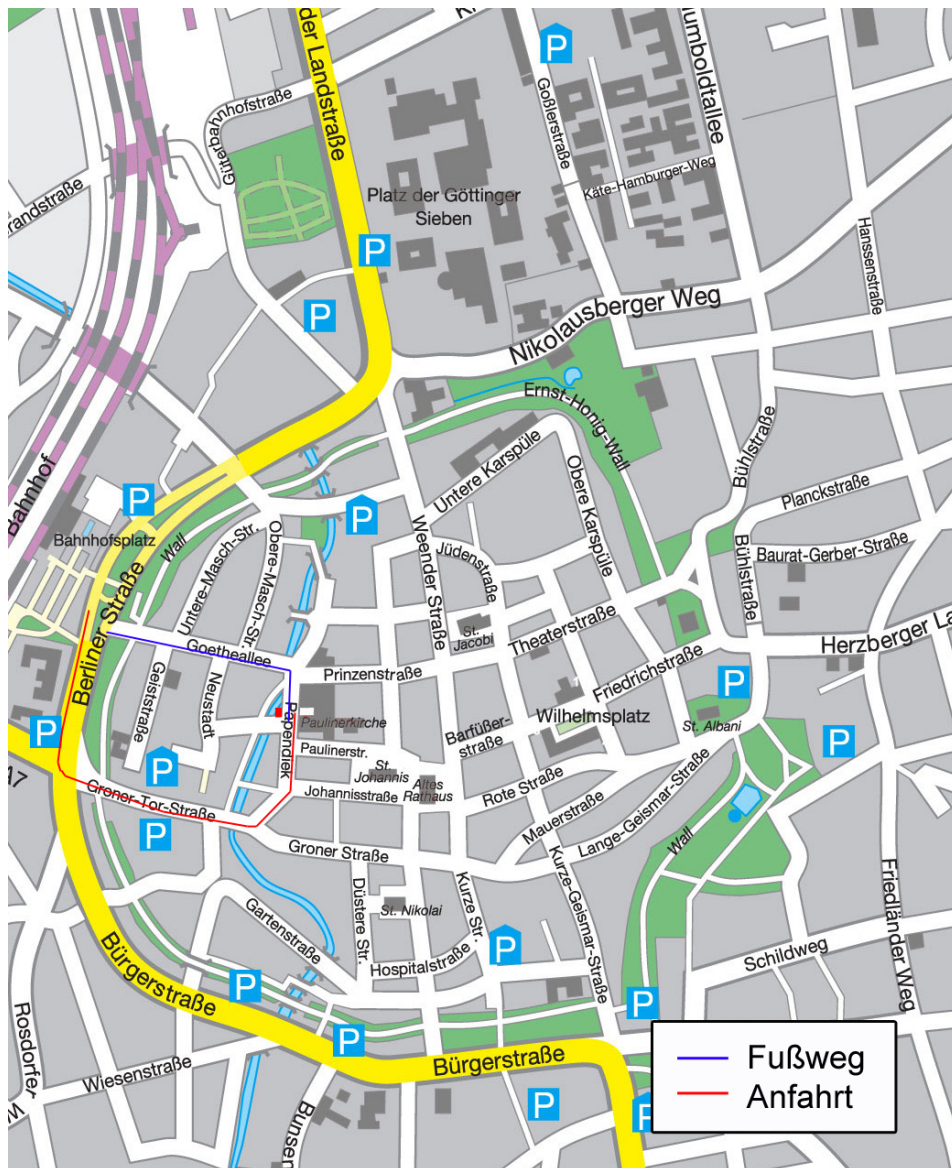 der Landstraße
P
Humboldtallee
Goßlerstraße
Güterbahnhofstraße
Käte-Hamburger-Weg
Platz der Göttinger
Sieben
Hanssenstraße
P
P
Nikolausberger Weg
Ernst-Honig-Wall
Bühlstraße
Untere Karspüle
Obere Karspüle
Planckstraße
Bahnhof
P
P
Bahnhofsplatz
Wall
Untere-Masch-Str.
Obere-Masch-Str.
Weender Straße
Jüdenstraße
Bühlstraße
Baurat-Gerber-Straße
St.
Jacobi
Theaterstraße
Berliner Straße
Goetheallee
Prinzenstraße
Friedrichstraße
Herzberger La
Geiststraße
Neustadt
Papendiek
Paulinerkirche
Barfüßer-
straße
Wilhelmsplatz
St. Albani
P
P
P
A7
P
Paulinerstr.
St.
Johannis
Altes
Rathaus
Johannisstraße
Rote Straße
Groner-Tor-Straße
P
Groner Straße
Mauerstraße
Lange-Geismar-Straße
Wall
Kurze-Geismar-Straße
Düstere Str.
St. Nikolai
Kurze Str.
Gartenstraße
Hospitalstraße
P
Schildweg
Friedländer Weg
Bürgerstraße
P
P
P
Rosdorfer
Wiesenstraße
Bürgerstraße
Bunsen
P
P
Fußweg
Anfahrt